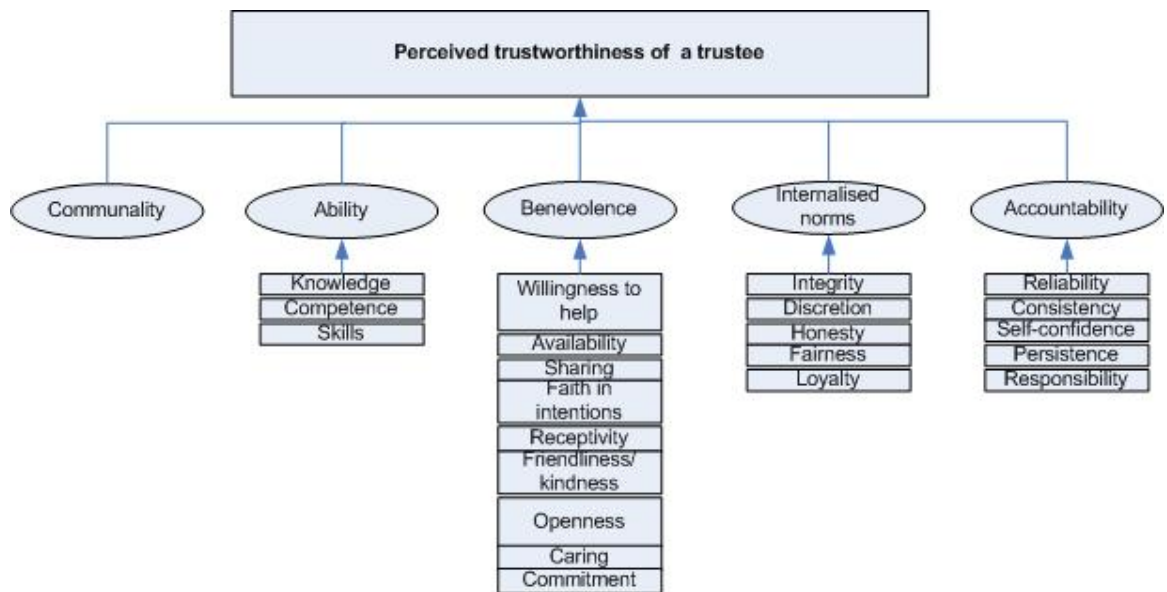 Perceived trustworthiness of a trustee
Communality
Ability
Benevolence
Internalised
norms
Accountability
Knowledge
Competence
Skills
Willingness to
help
Availability
Sharing
Faith in
intentions
Receptivity
Friendliness/
kindness
Openness
Caring
Commitment
Integrity
Discretion
Honesty
Fairness
Loyalty
Reliability
Consistency
Self-confidence
Persistence
Responsibility